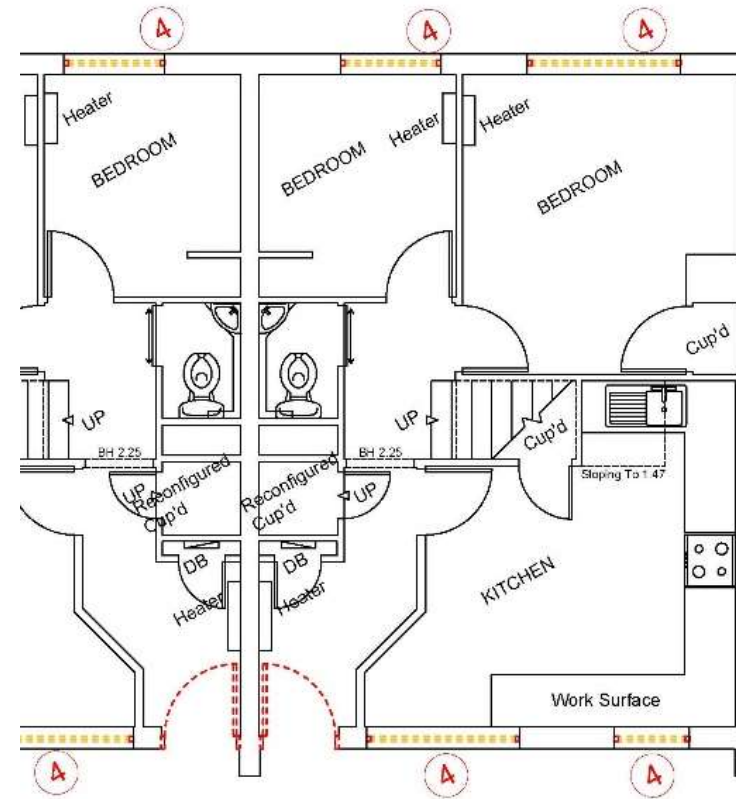 4
4
4
Heater
Heater
Heater
BEDROOM
BEDROOM
BEDROOM
Cup'd
UP
UP
Cup'd
BH 2.25
BH 2.25
Sloping To 1.47
UP
Reconfigured
Cup'd
Reconfigured
Cup'd
UP
DB
DB
Heater
Heater
KITCHEN
Work Surface
4
4
4